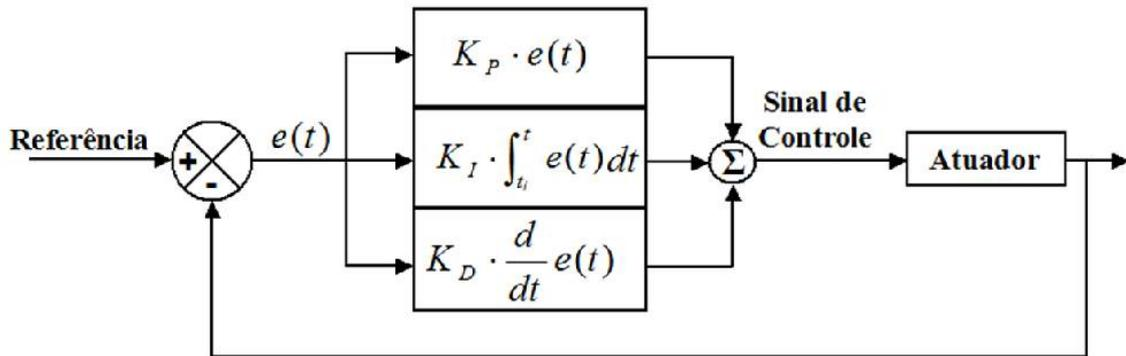 K_P · e(t)
Referência
+
-
e(t)
K_I · ∫_{t_i}^{t} e(t)dt
Σ
Sinal de
Controle
Atuador
K_D · d/dt e(t)